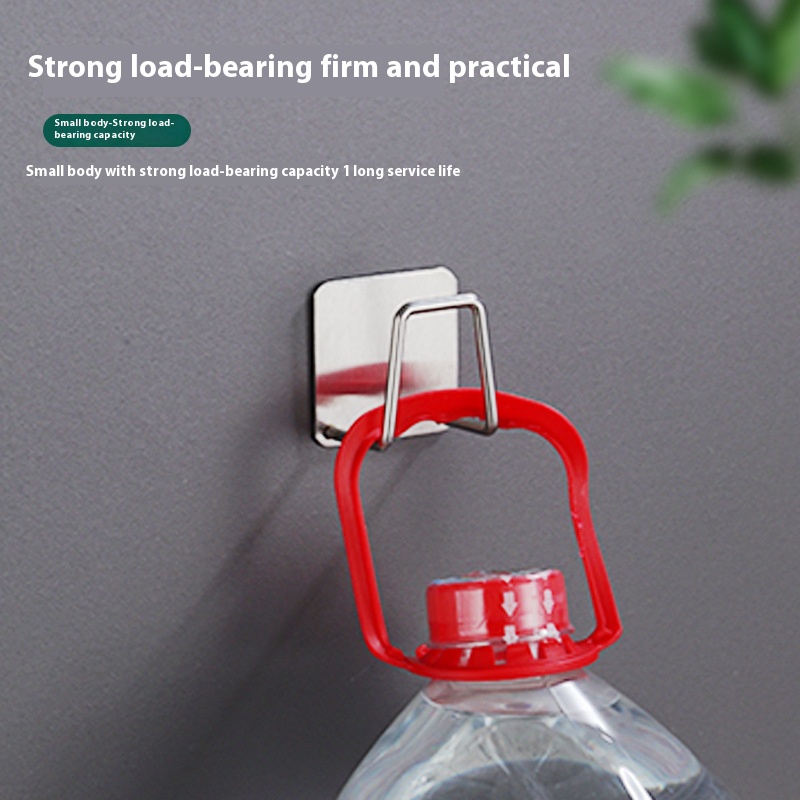 Strong load-bearing firm and practical
Small body-Strong load-
bearing capacity
Small body with strong load-bearing capacity 1 long service life